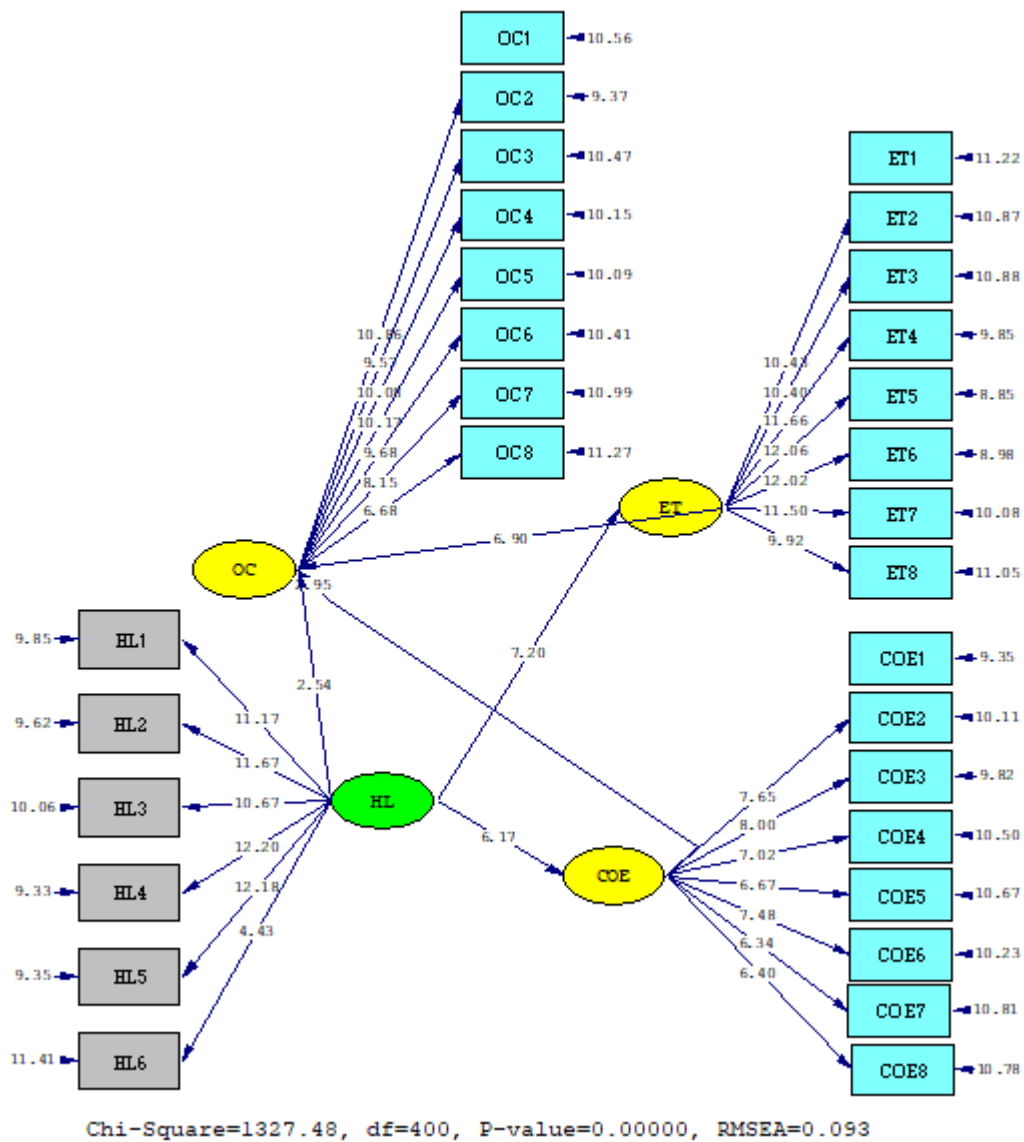 OC1 10.56
OC2 9.37
OC3 10.47
OC4 10.15
OC5 10.09
OC6 10.41
OC7 10.99
OC8 11.27
ET1 11.22
ET2 10.87
ET3 10.88
ET4 9.85
ET5 8.85
ET6 8.98
ET7 10.08
ET8 11.05
10.86
9.57
10.08
10.17
9.68
8.15
6.68
10.43
10.40
11.66
12.06
12.02
11.50
9.92
ET
6.90
OC
.95
7.20
2.54
9.85 HL1
9.62 HL2
10.06 HL3
9.33 HL4
9.35 HL5
11.41 HL6
11.17
11.67
10.67
12.20
12.18
4.43
HL
6.17
COE
COE1 9.35
COE2 10.11
COE3 9.82
COE4 10.50
COE5 10.67
COE6 10.23
COE7 10.81
COE8 10.78
7.65
8.00
7.02
6.67
7.48
6.34
6.40
Chi-Square=1327.48, df=400, P-value=0.00000, RMSEA=0.093